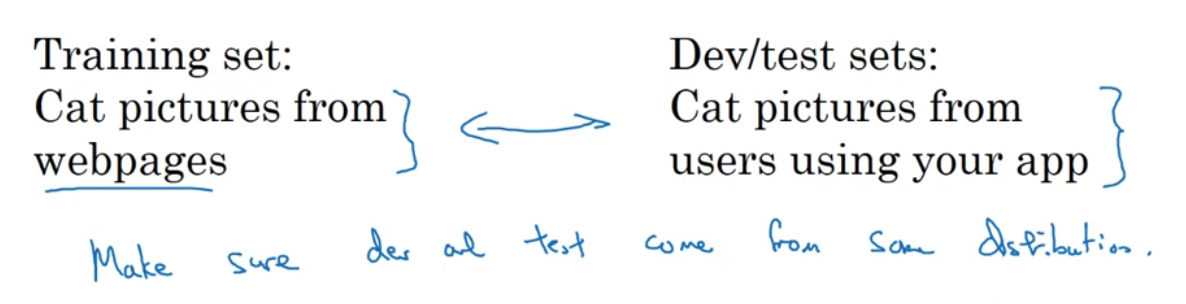 Training set:
Cat pictures from
webpages
Dev/test sets:
Cat pictures from
users using your app
Make sure dev and test come from same distribution.